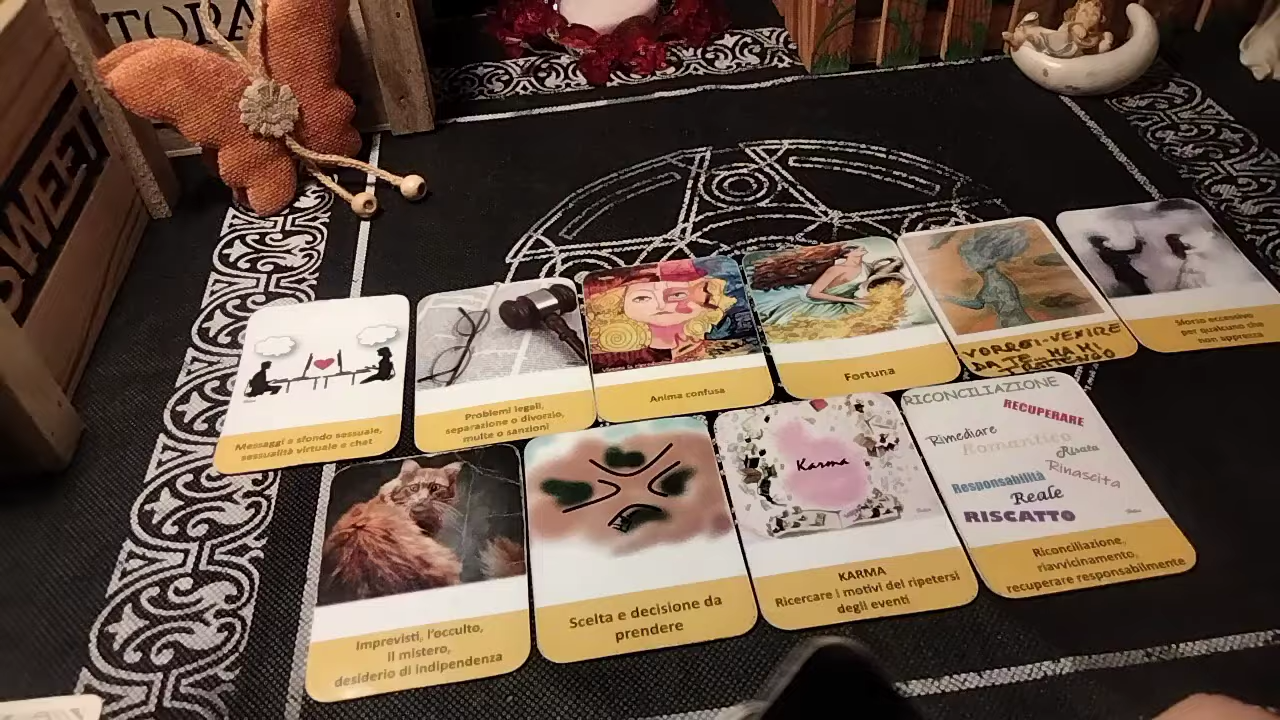 TORA
SWEET
Messaggi a sfondo sessuale,
sessualità virtuale o chat
Problemi legali,
separazione o divorzio,
multe o sanzioni
Anima confusa
Fortuna
VORREI VENIRE
DA TE MA MI
Sforzo eccessivo
per qualcuno che
non apprezza
Imprevisti, l'occulto,
il mistero,
desiderio di indipendenza
Scelta e decisione da
prendere
Karma
KARMA
Ricercare i motivi del ripetersi
degli eventi
RICONCILIAZIONE
RECUPERARE
Rimediare
Romantico
Risata
Rinascita
Responsabilità
Reale
RISCATTO
Riconciliazione,
riavvicinamento,
recuperare responsabilmente